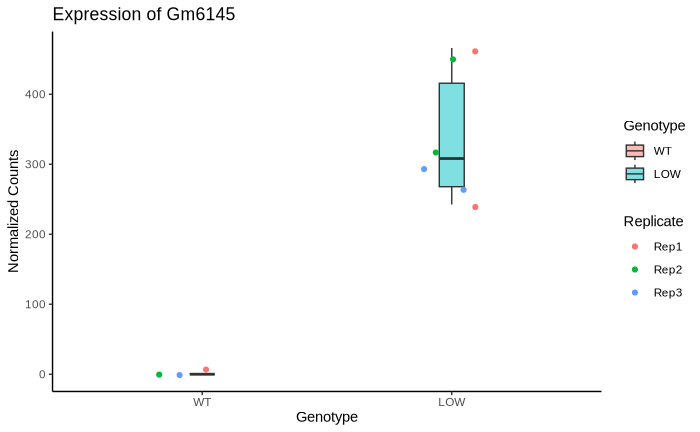 Expression of Gm6145
Normalized Counts
400
300
200
100
0
WT
LOW
Genotype
Genotype
WT
LOW
Replicate
Rep1
Rep2
Rep3